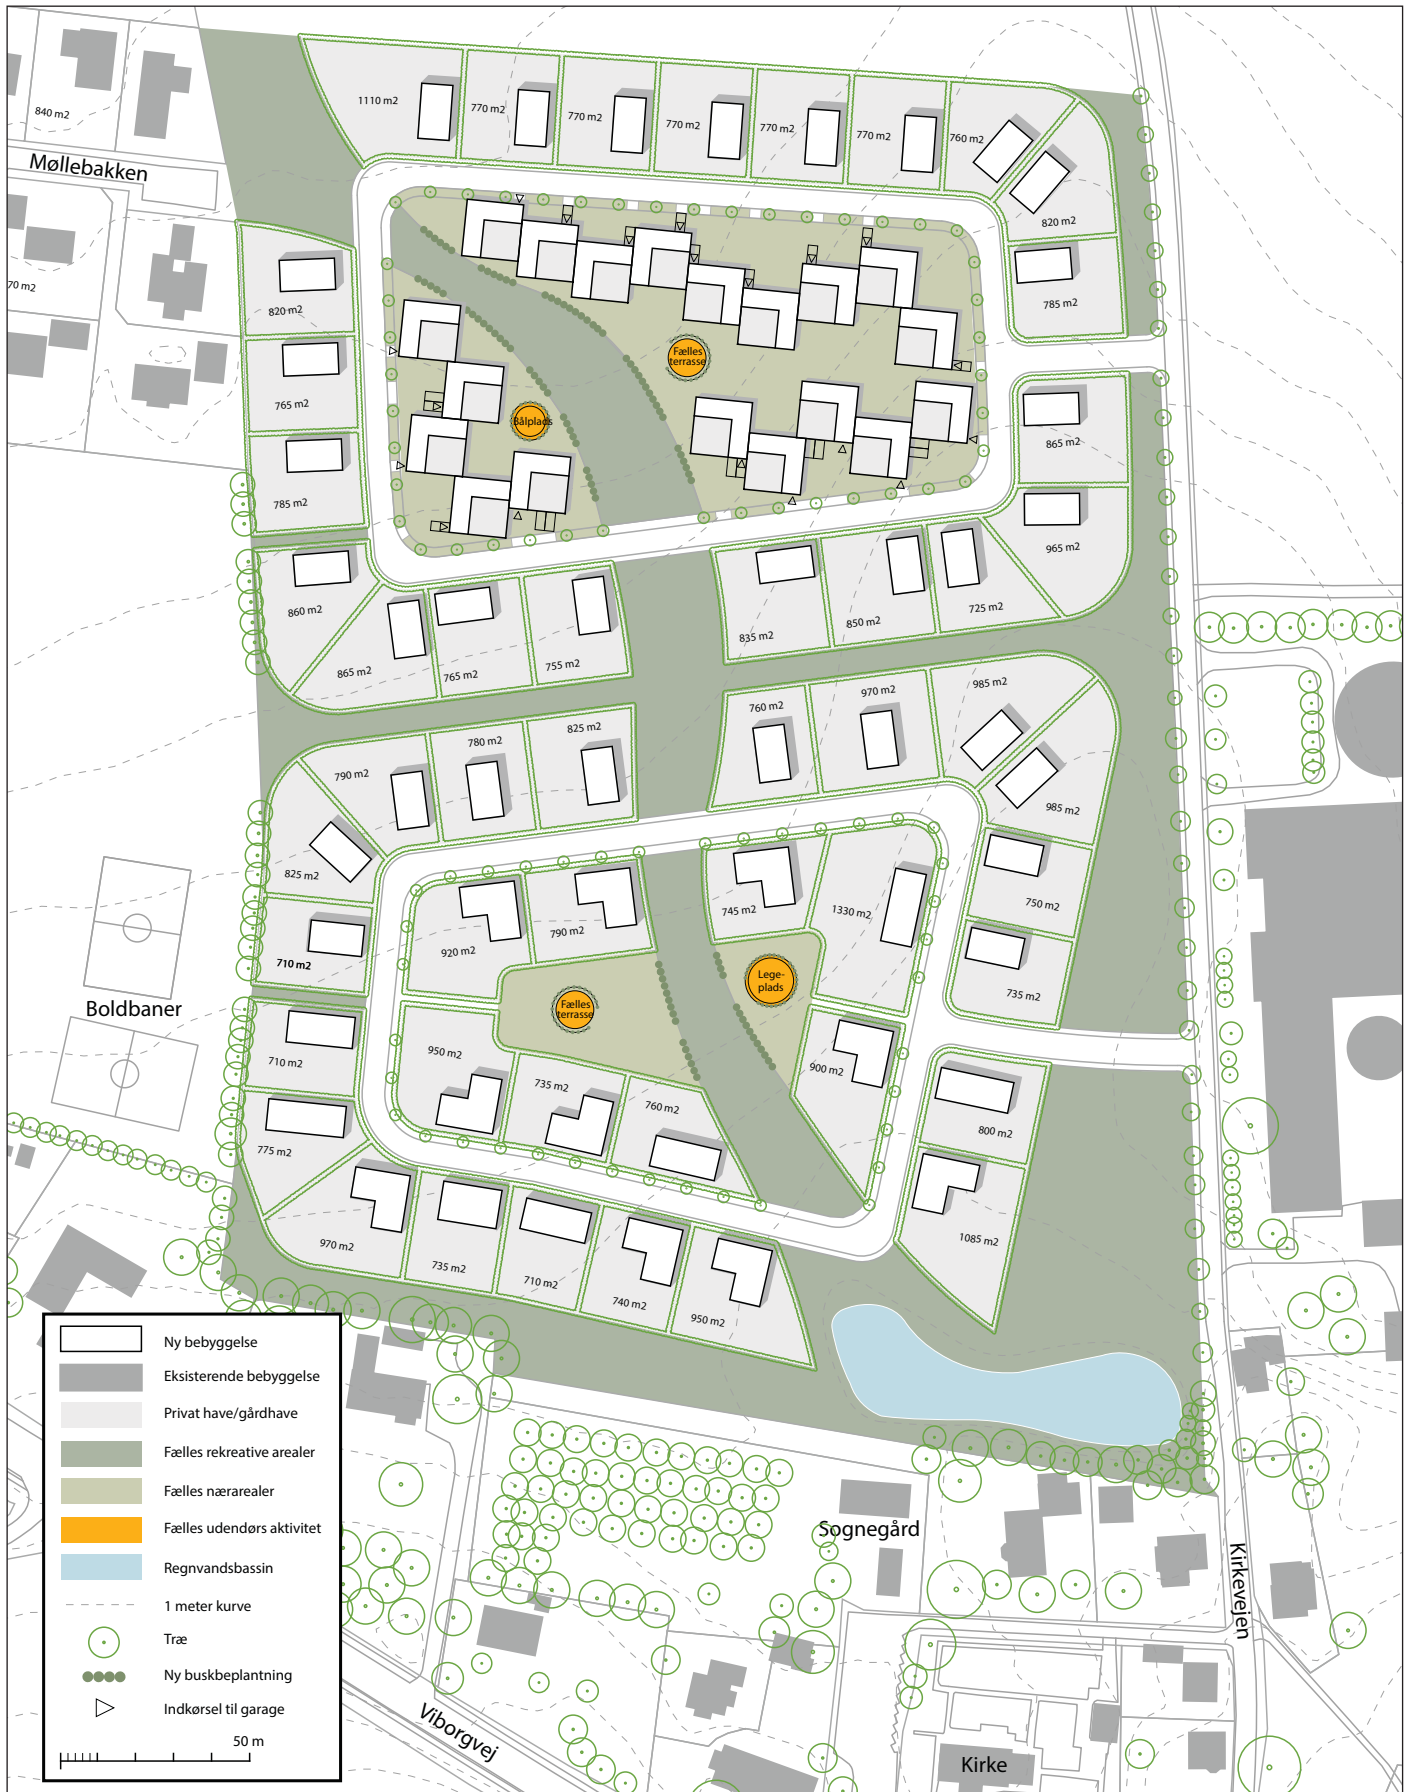 840 m2
Møllebakken
70 m2
1110 m2
770 m2
770 m2
770 m2
770 m2
770 m2
760 m2
820 m2
785 m2
820 m2
765 m2
785 m2
Fælles
terrasse
Bålplads
865 m2
965 m2
860 m2
865 m2
765 m2
755 m2
835 m2
850 m2
725 m2
790 m2
780 m2
825 m2
760 m2
970 m2
985 m2
985 m2
825 m2
710 m2
750 m2
735 m2
920 m2
790 m2
745 m2
1330 m2
Lege-
plads
Fælles
terrasse
Boldbaner
710 m2
775 m2
950 m2
735 m2
760 m2
900 m2
800 m2
1085 m2
970 m2
735 m2
710 m2
740 m2
950 m2
Ny bebyggelse
Eksisterende bebyggelse
Privat have/gårdhave
Fælles rekreative arealer
Fælles nærarealer
Fælles udendørs aktivitet
Regnvandsbassin
1 meter kurve
Træ
Ny buskbeplantning
Indkørsel til garage
50 m
Sognegård
Kirkevejen
Viborgvej
Kirke